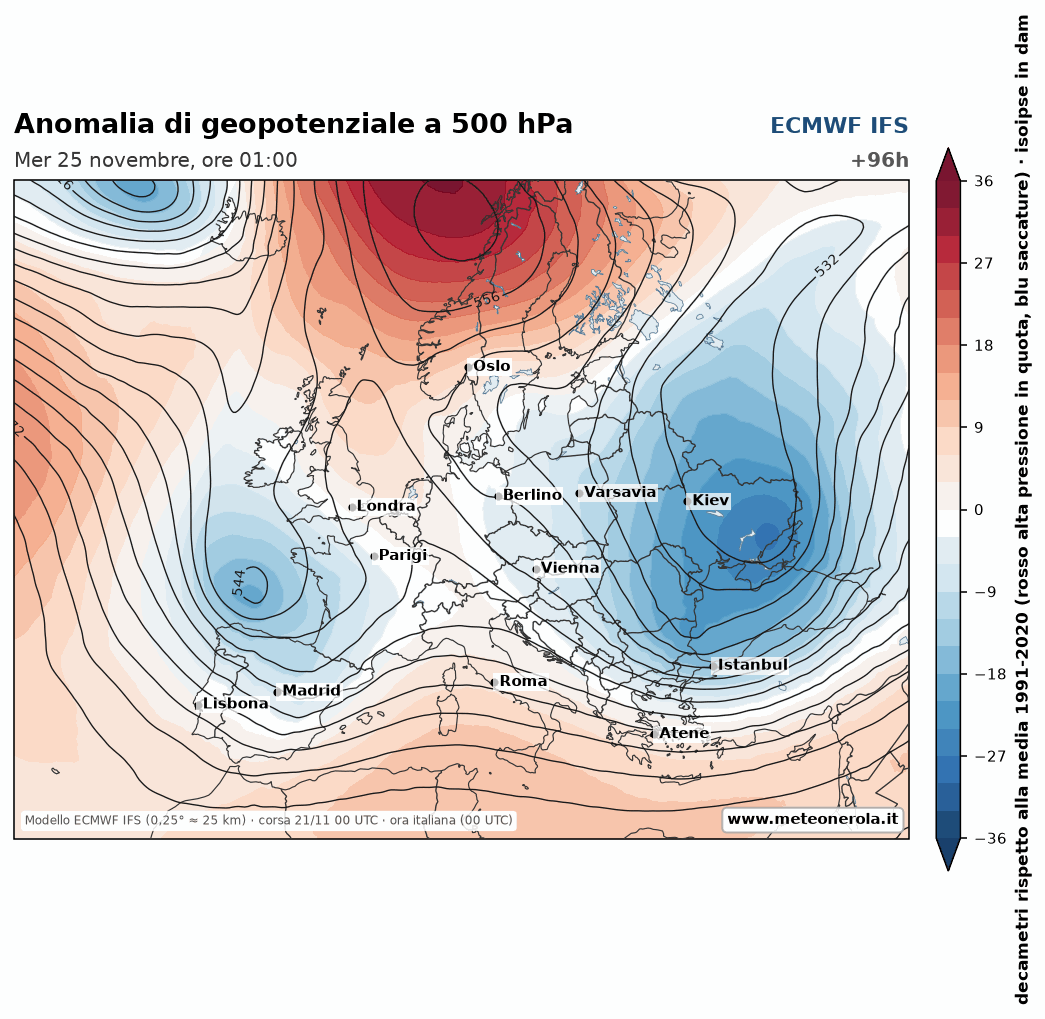 Anomalia di geopotenziale a 500 hPa
ECMWF IFS
Mer 25 novembre, ore 01:00
+96h
556
532
544
Oslo
Londra
Berlino
Varsavia
Kiev
Parigi
Vienna
Istanbul
Roma
Madrid
Lisbona
Atene
Modello ECMWF IFS (0,25° ≈ 25 km) · corsa 21/11 00 UTC · ora italiana (00 UTC)
www.meteonerola.it
36
27
18
9
0
−9
−18
−27
−36
decametri rispetto alla media 1991-2020 (rosso alta pressione in quota, blu saccature) · isoipse in dam